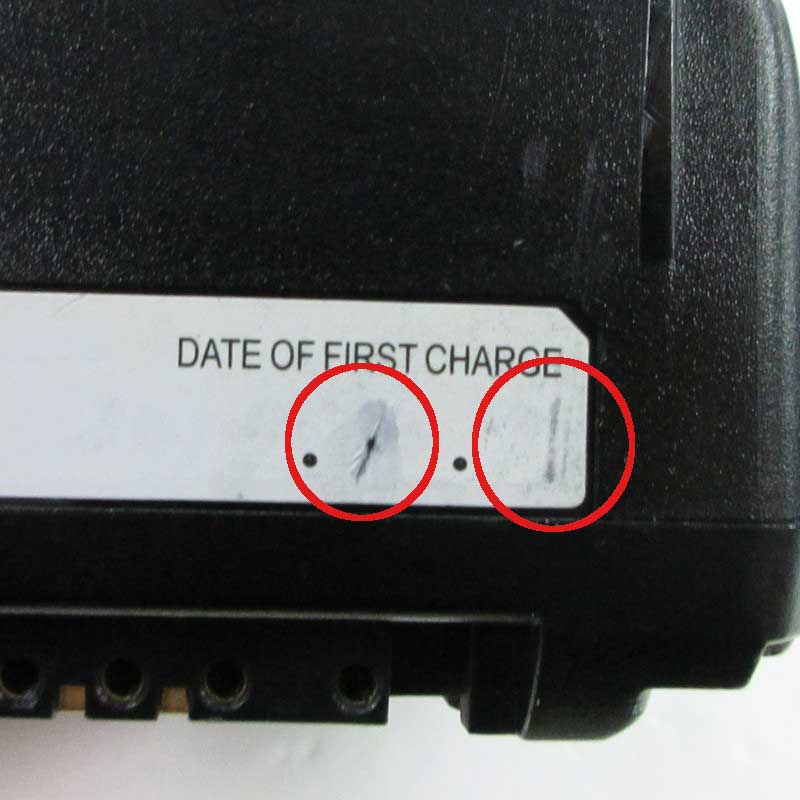 DATE OF FIRST CHARGE